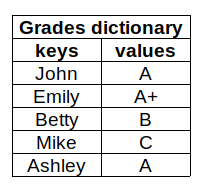 Grades dictionary
keys values
John A
Emily A+
Betty B
Mike C
Ashley A